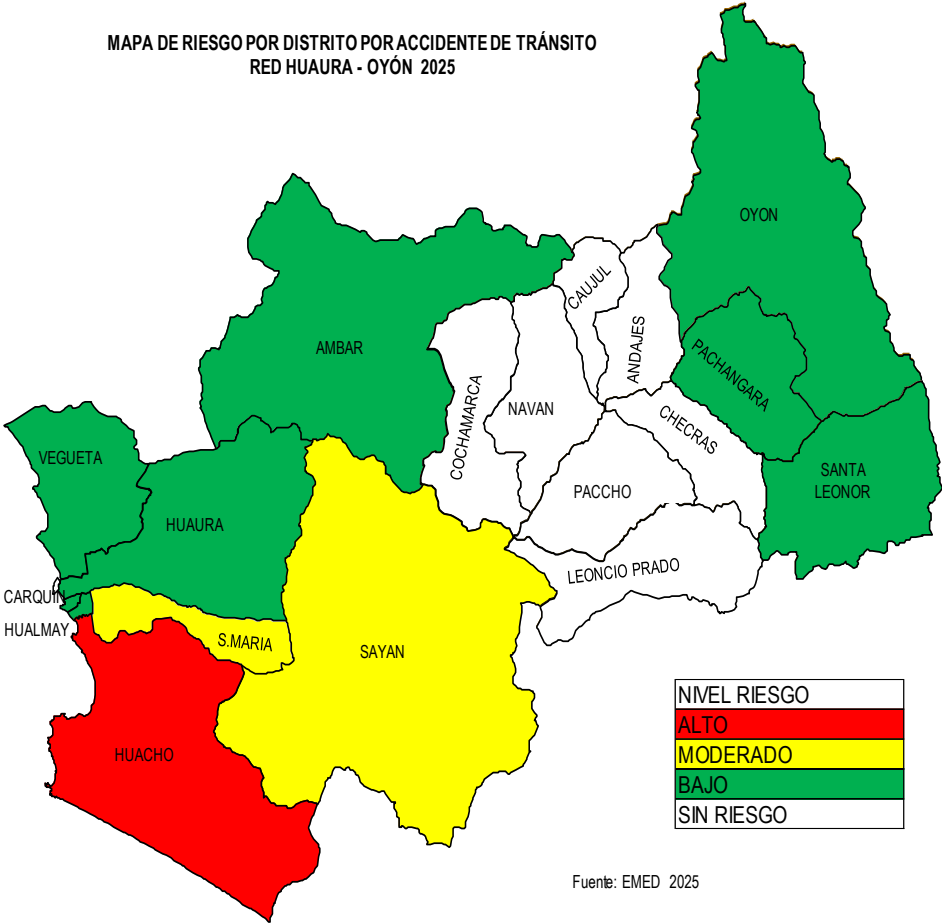 MAPA DE RIESGO POR DISTRITO POR ACCIDENTE DE TRÁNSITO
RED HUAURA - OYÓN 2025
OYON
CAUJUL
ANDAJES
AMBAR
PACHANGARA
COCHAMARCA
NAVAN
CHECRAS
VEGUETA
SANTA
LEONOR
PACCHO
HUAURA
LEONCIO PRADO
CARQUIN
HUALMAY
S.MARIA
SAYAN
HUACHO
NIVEL RIESGO
ALTO
MODERADO
BAJO
SIN RIESGO
Fuente: EMED 2025